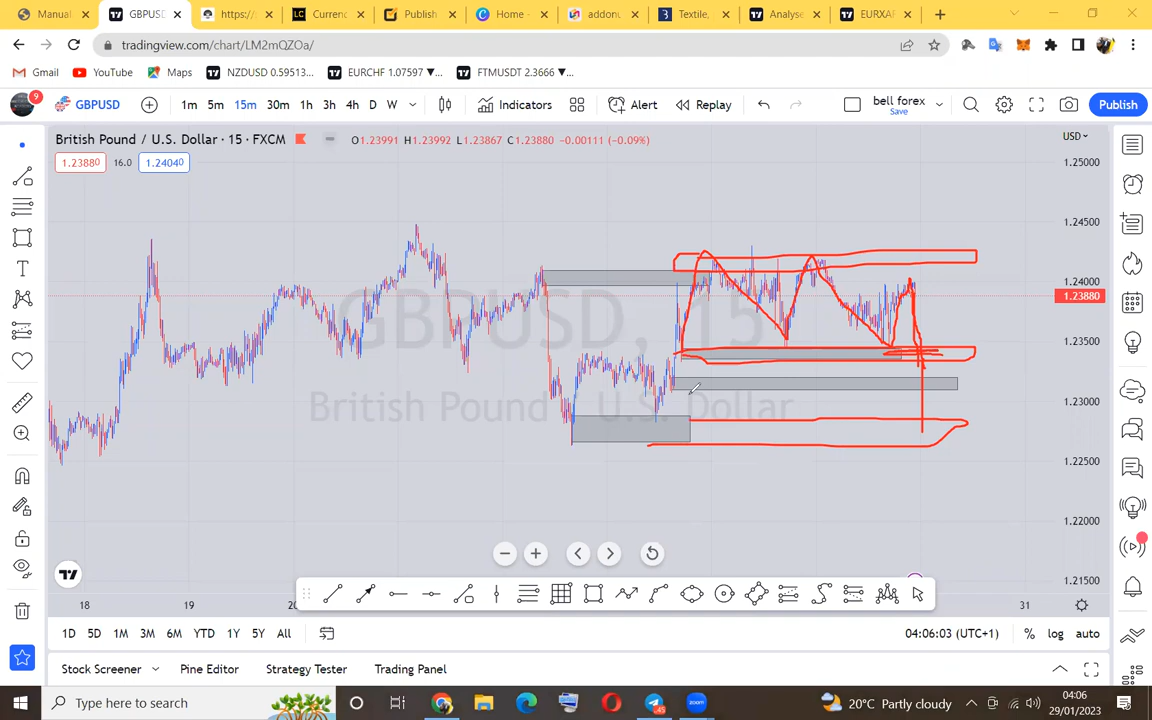 Manual
GBPUSD
https://
Currenc
Publish
Home -
addonu
Textile,
Analyse
EURXAF
tradingview.com/chart/LM2mQZOa/
Gmail
YouTube
Maps
NZDUSD 0.59513...
EURCHF 1.07597 ▼...
FTMUSDT 2.3666 ▼...
9
GBPUSD
1m 5m 15m 30m 1h 3h 4h D W
Indicators
Alert
Replay
bell forex
Save
Publish
British Pound / U.S. Dollar · 15 · FXCM
O1.23991 H1.23992 L1.23867 C1.23880 -0.00111 (-0.09%)
USD
1.23880
16.0
1.24040
1.25000
1.24500
1.24000
1.23880
1.23500
1.23000
1.22500
1.22000
1.21500
GBPUSD, 15
British Pound / U.S. Dollar
18
19
20
31
1D 5D 1M 3M 6M YTD 1Y 5Y All
04:06:03 (UTC+1)
% log auto
Stock Screener
Pine Editor
Strategy Tester
Trading Panel
Type here to search
20°C Partly cloudy
04:06
29/01/2023